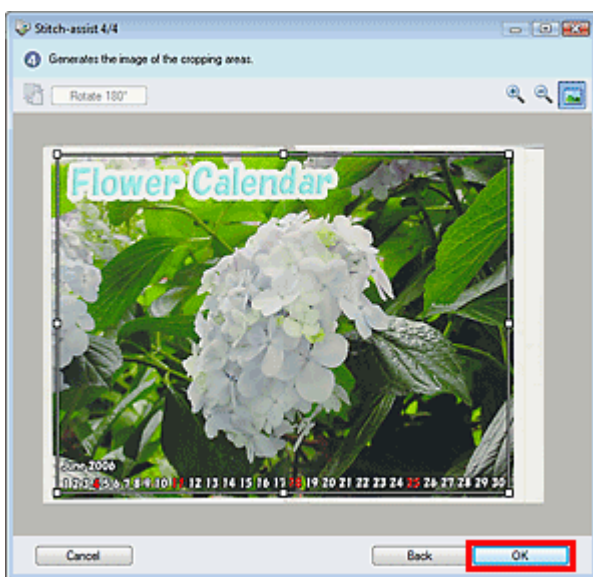 Stitch-assist 4/4
4 Generates the image of the cropping areas.
Rotate 180°
Flower Calendar
June 2006
1 2 3 4 5 6 7 8 9 10 11 12 13 14 15 16 17 18 19 20 21 22 23 24 25 26 27 28 29 30
Cancel Back OK